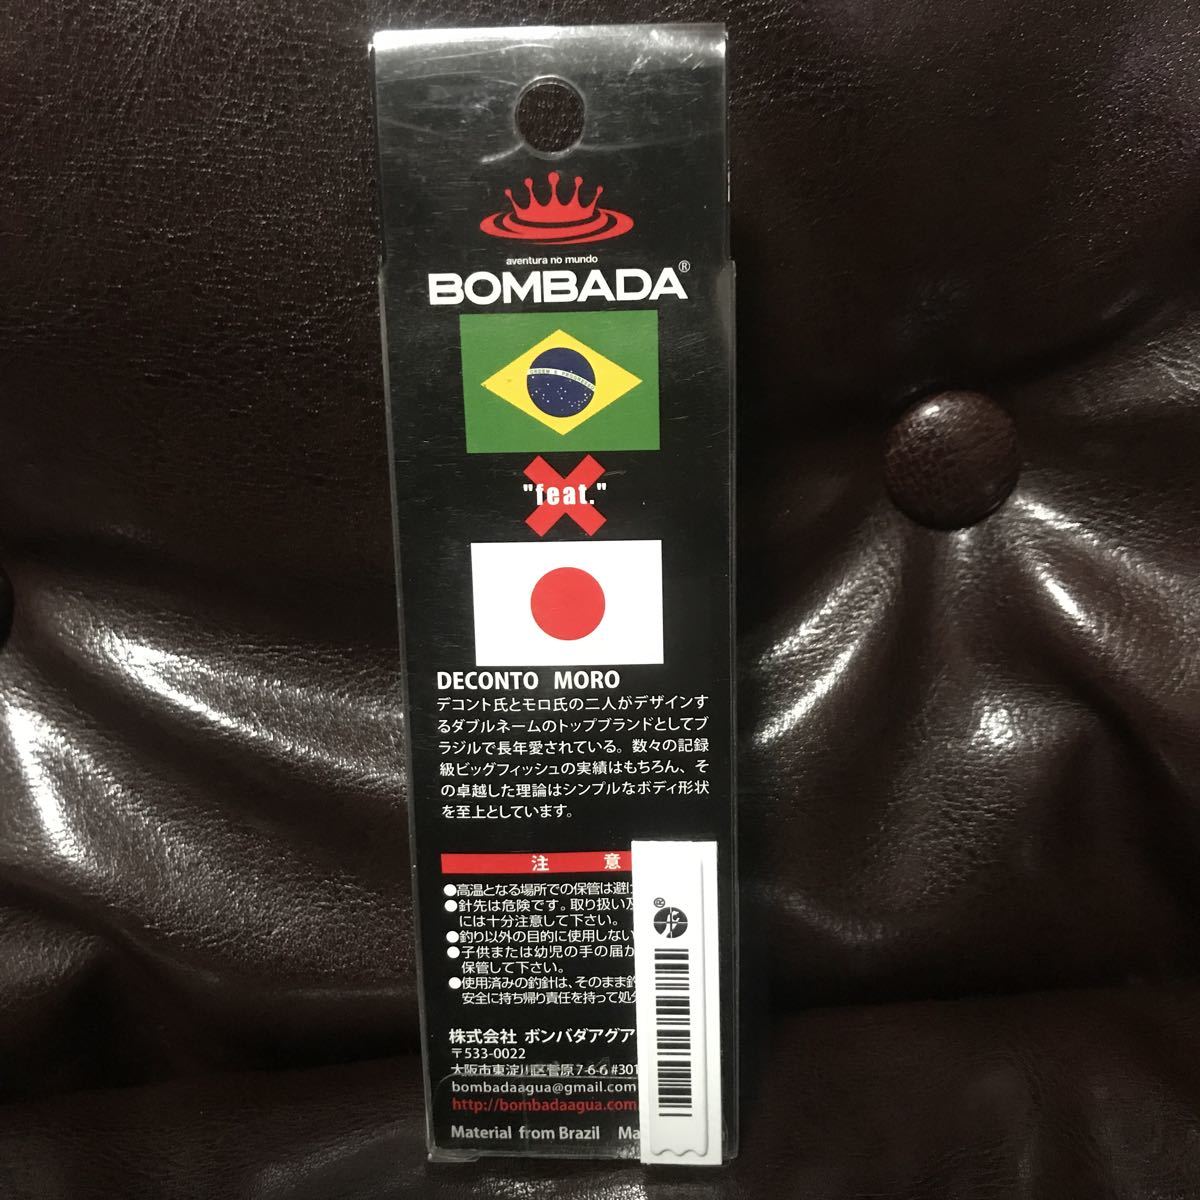 aventura no mundo
BOMBADA®
ORDEM E PROGRESSO
"feat."
DECONTO MORO
デコント氏とモロ氏の二人がデザインす
るダブルネームのトップブランドとしてブ
ラジルで長年愛されている。数々の記録
級ビッグフィッシュの実績はもちろん、そ
の卓越した理論はシンプルなボディ形状
を至上としています。
注 意
●高温となる場所での保管は避け
●針先は危険です。取り扱い及
には十分注意して下さい。
●釣り以外の目的に使用しない
●子供または幼児の手の届か
保管して下さい。
●使用済みの釣針は、そのまま釣
安全に持ち帰り責任を持って処分
株式会社 ボンバダアグア
〒533-0022
大阪市東淀川区菅原7-6-6 #301
bombadaagua@gmail.com
http://bombadaagua.com
Material from Brazil Ma